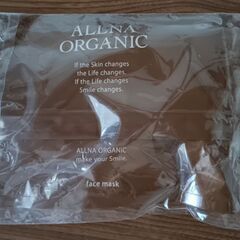 ALLNA
ORGANIC
If the Skin changes
the Life changes.
If the Life changes
Smile changes.
ALLNA ORGANIC
make your Smile.
face mask